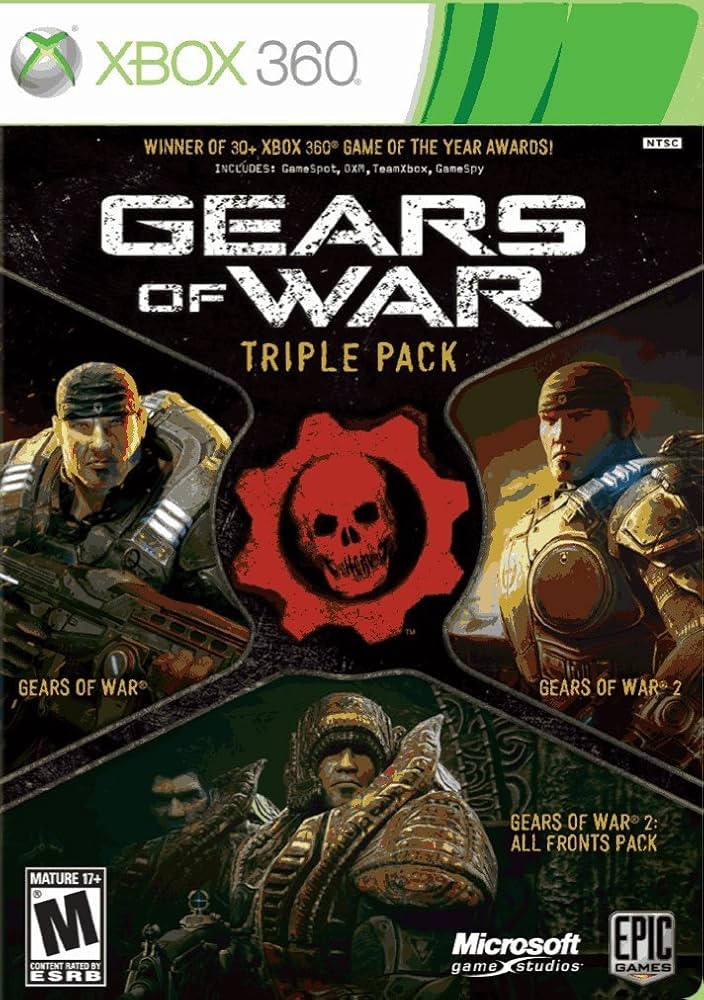 XBOX 360®
WINNER OF 30+ XBOX 360® GAME OF THE YEAR AWARDS!
NTSC
INCLUDES: GameSpot, OXM, TeamXbox, GameSpy
GEARS
OF WAR®
TRIPLE PACK
™
GEARS OF WAR®
GEARS OF WAR® 2
GEARS OF WAR® 2:
ALL FRONTS PACK
MATURE 17+
M®
CONTENT RATED BY
ESRB
Microsoft®
game studios™
EPIC
GAMES